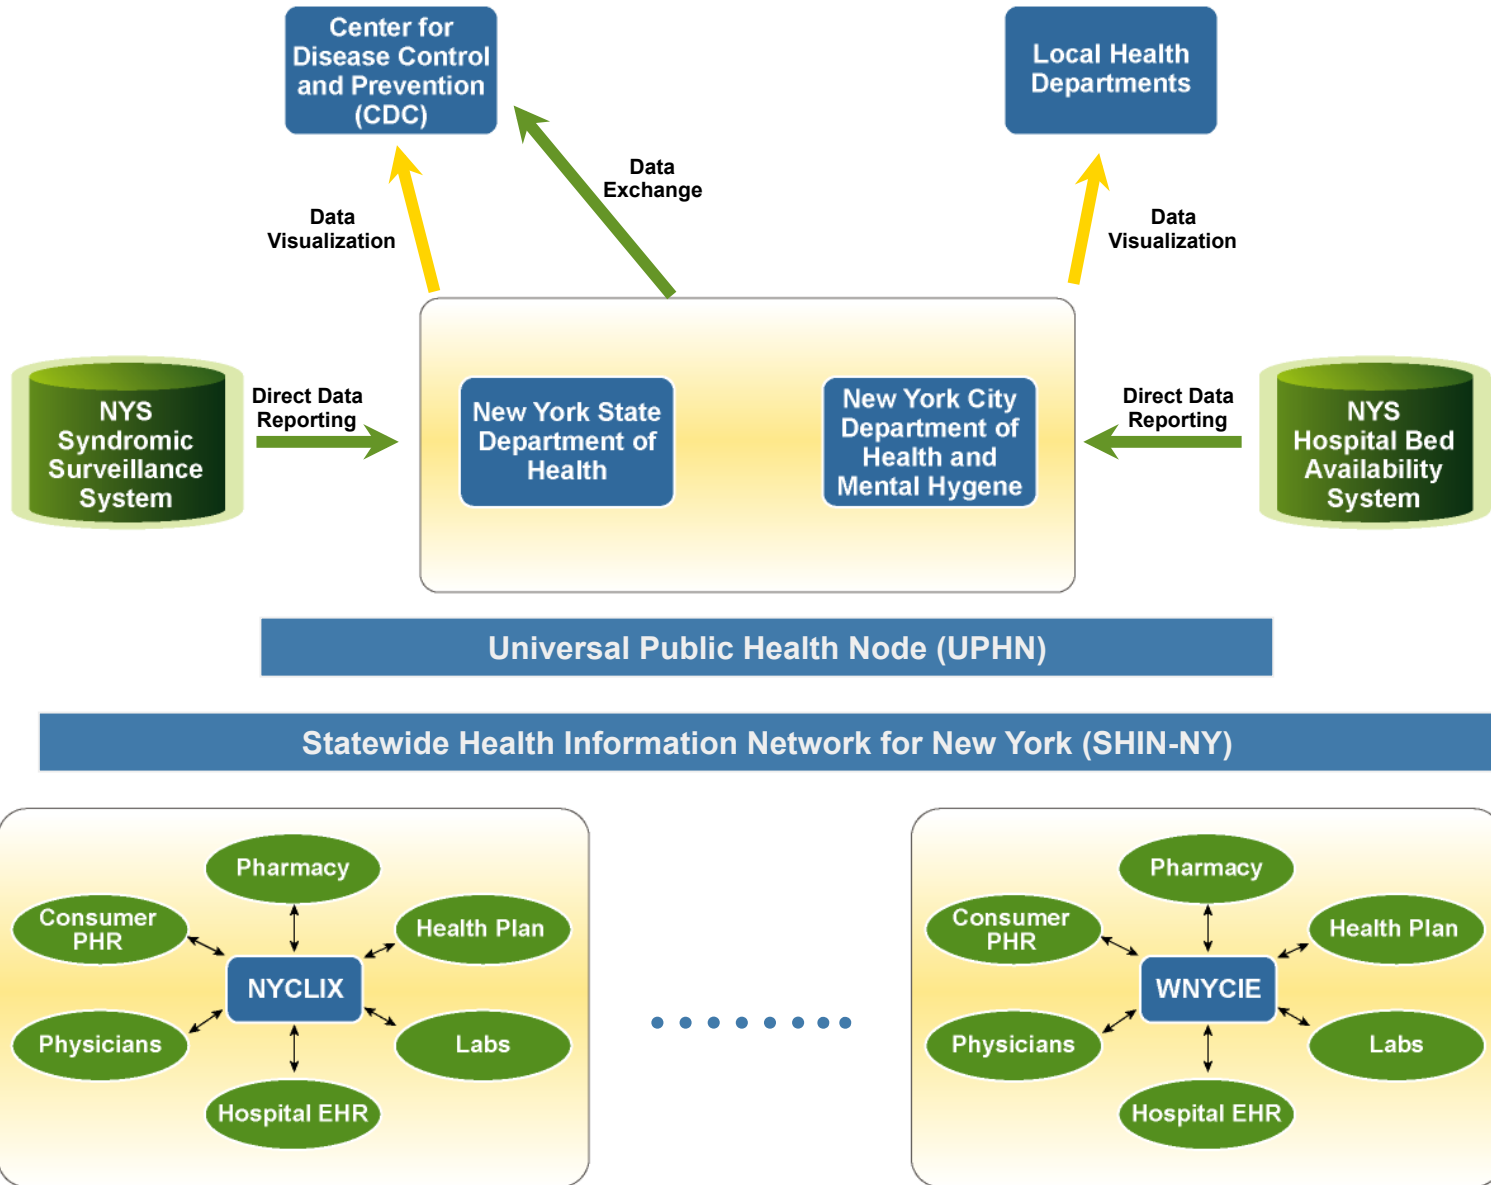 Center for
Disease Control
and Prevention
(CDC)
Local Health
Departments
Data
Exchange
Data
Visualization
Data
Visualization
NYS
Syndromic
Surveillance
System
Direct Data
Reporting
New York State
Department of
Health
New York City
Department of
Health and
Mental Hygene
Direct Data
Reporting
NYS
Hospital Bed
Availability
System
Universal Public Health Node (UPHN)
Statewide Health Information Network for New York (SHIN-NY)
Pharmacy
Consumer
PHR
Health Plan
NYCLIX
Physicians
Labs
Hospital EHR
Pharmacy
Consumer
PHR
Health Plan
WNYCIE
Physicians
Labs
Hospital EHR